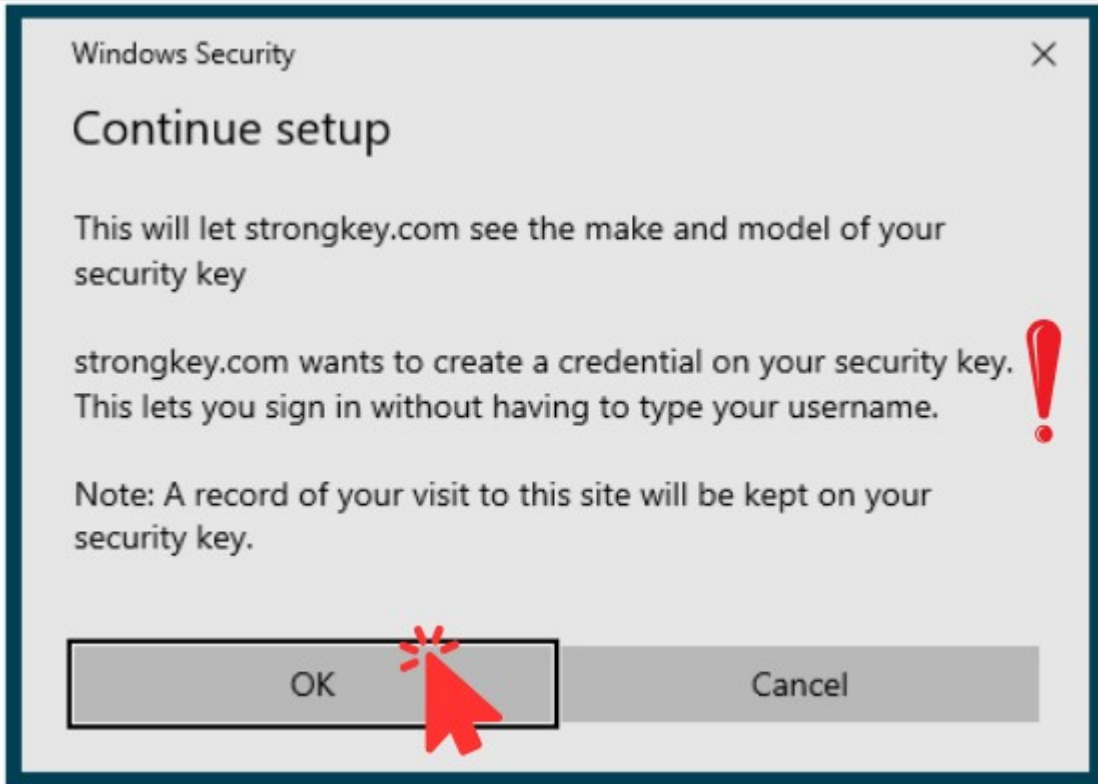 Windows Security
Continue setup
This will let strongkey.com see the make and model of your
security key
strongkey.com wants to create a credential on your security key.
This lets you sign in without having to type your username.
Note: A record of your visit to this site will be kept on your
security key.
OK
Cancel